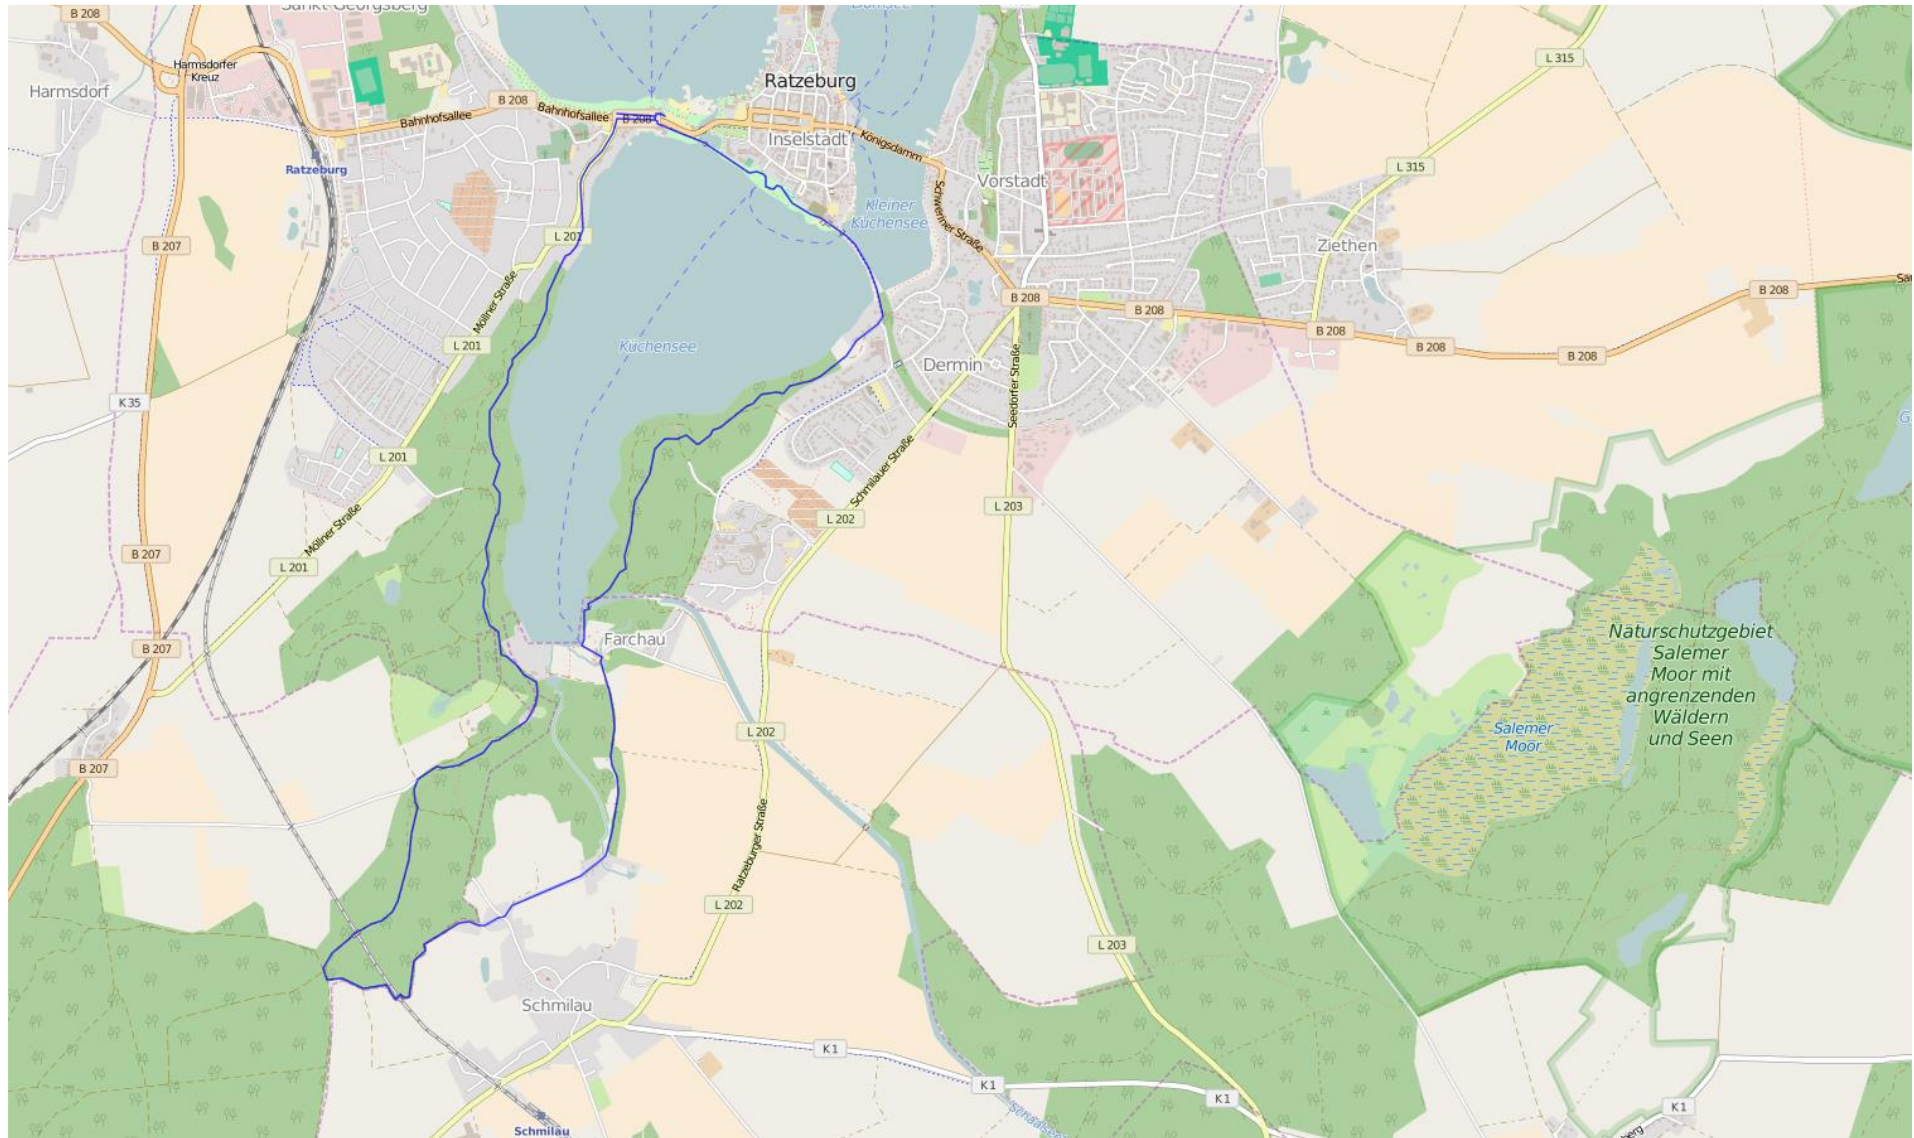 Sankt Georgsberg
Domsee
B 208
Harmsdorfer
Kreuz
L 315
Ratzeburg
Harmsdorf
B 208
Bahnhofsallee
Bahnhofsallee
B 208
Inselstadt
Königsdamm
Ratzeburg
L 315
Vorstadt
Schweriner Straße
Kleiner
Küchensee
B 207
L 201
Ziethen
Möllner Straße
B 208
B 208
B 208
B 208
B 208
B 208
L 201
Küchensee
Dermin
Seedorfer Straße
K 35
L 201
Schmilauer Straße
L 203
L 202
Möllner Straße
B 207
L 201
Farchau
B 207
Naturschutzgebiet
Salemer
Moor mit
angrenzenden
Wäldern
und Seen
Salemer
Moor
L 202
B 207
Ratzeburger Straße
L 202
L 203
Schmilau
K1
K1
K1
K1
Schmilau